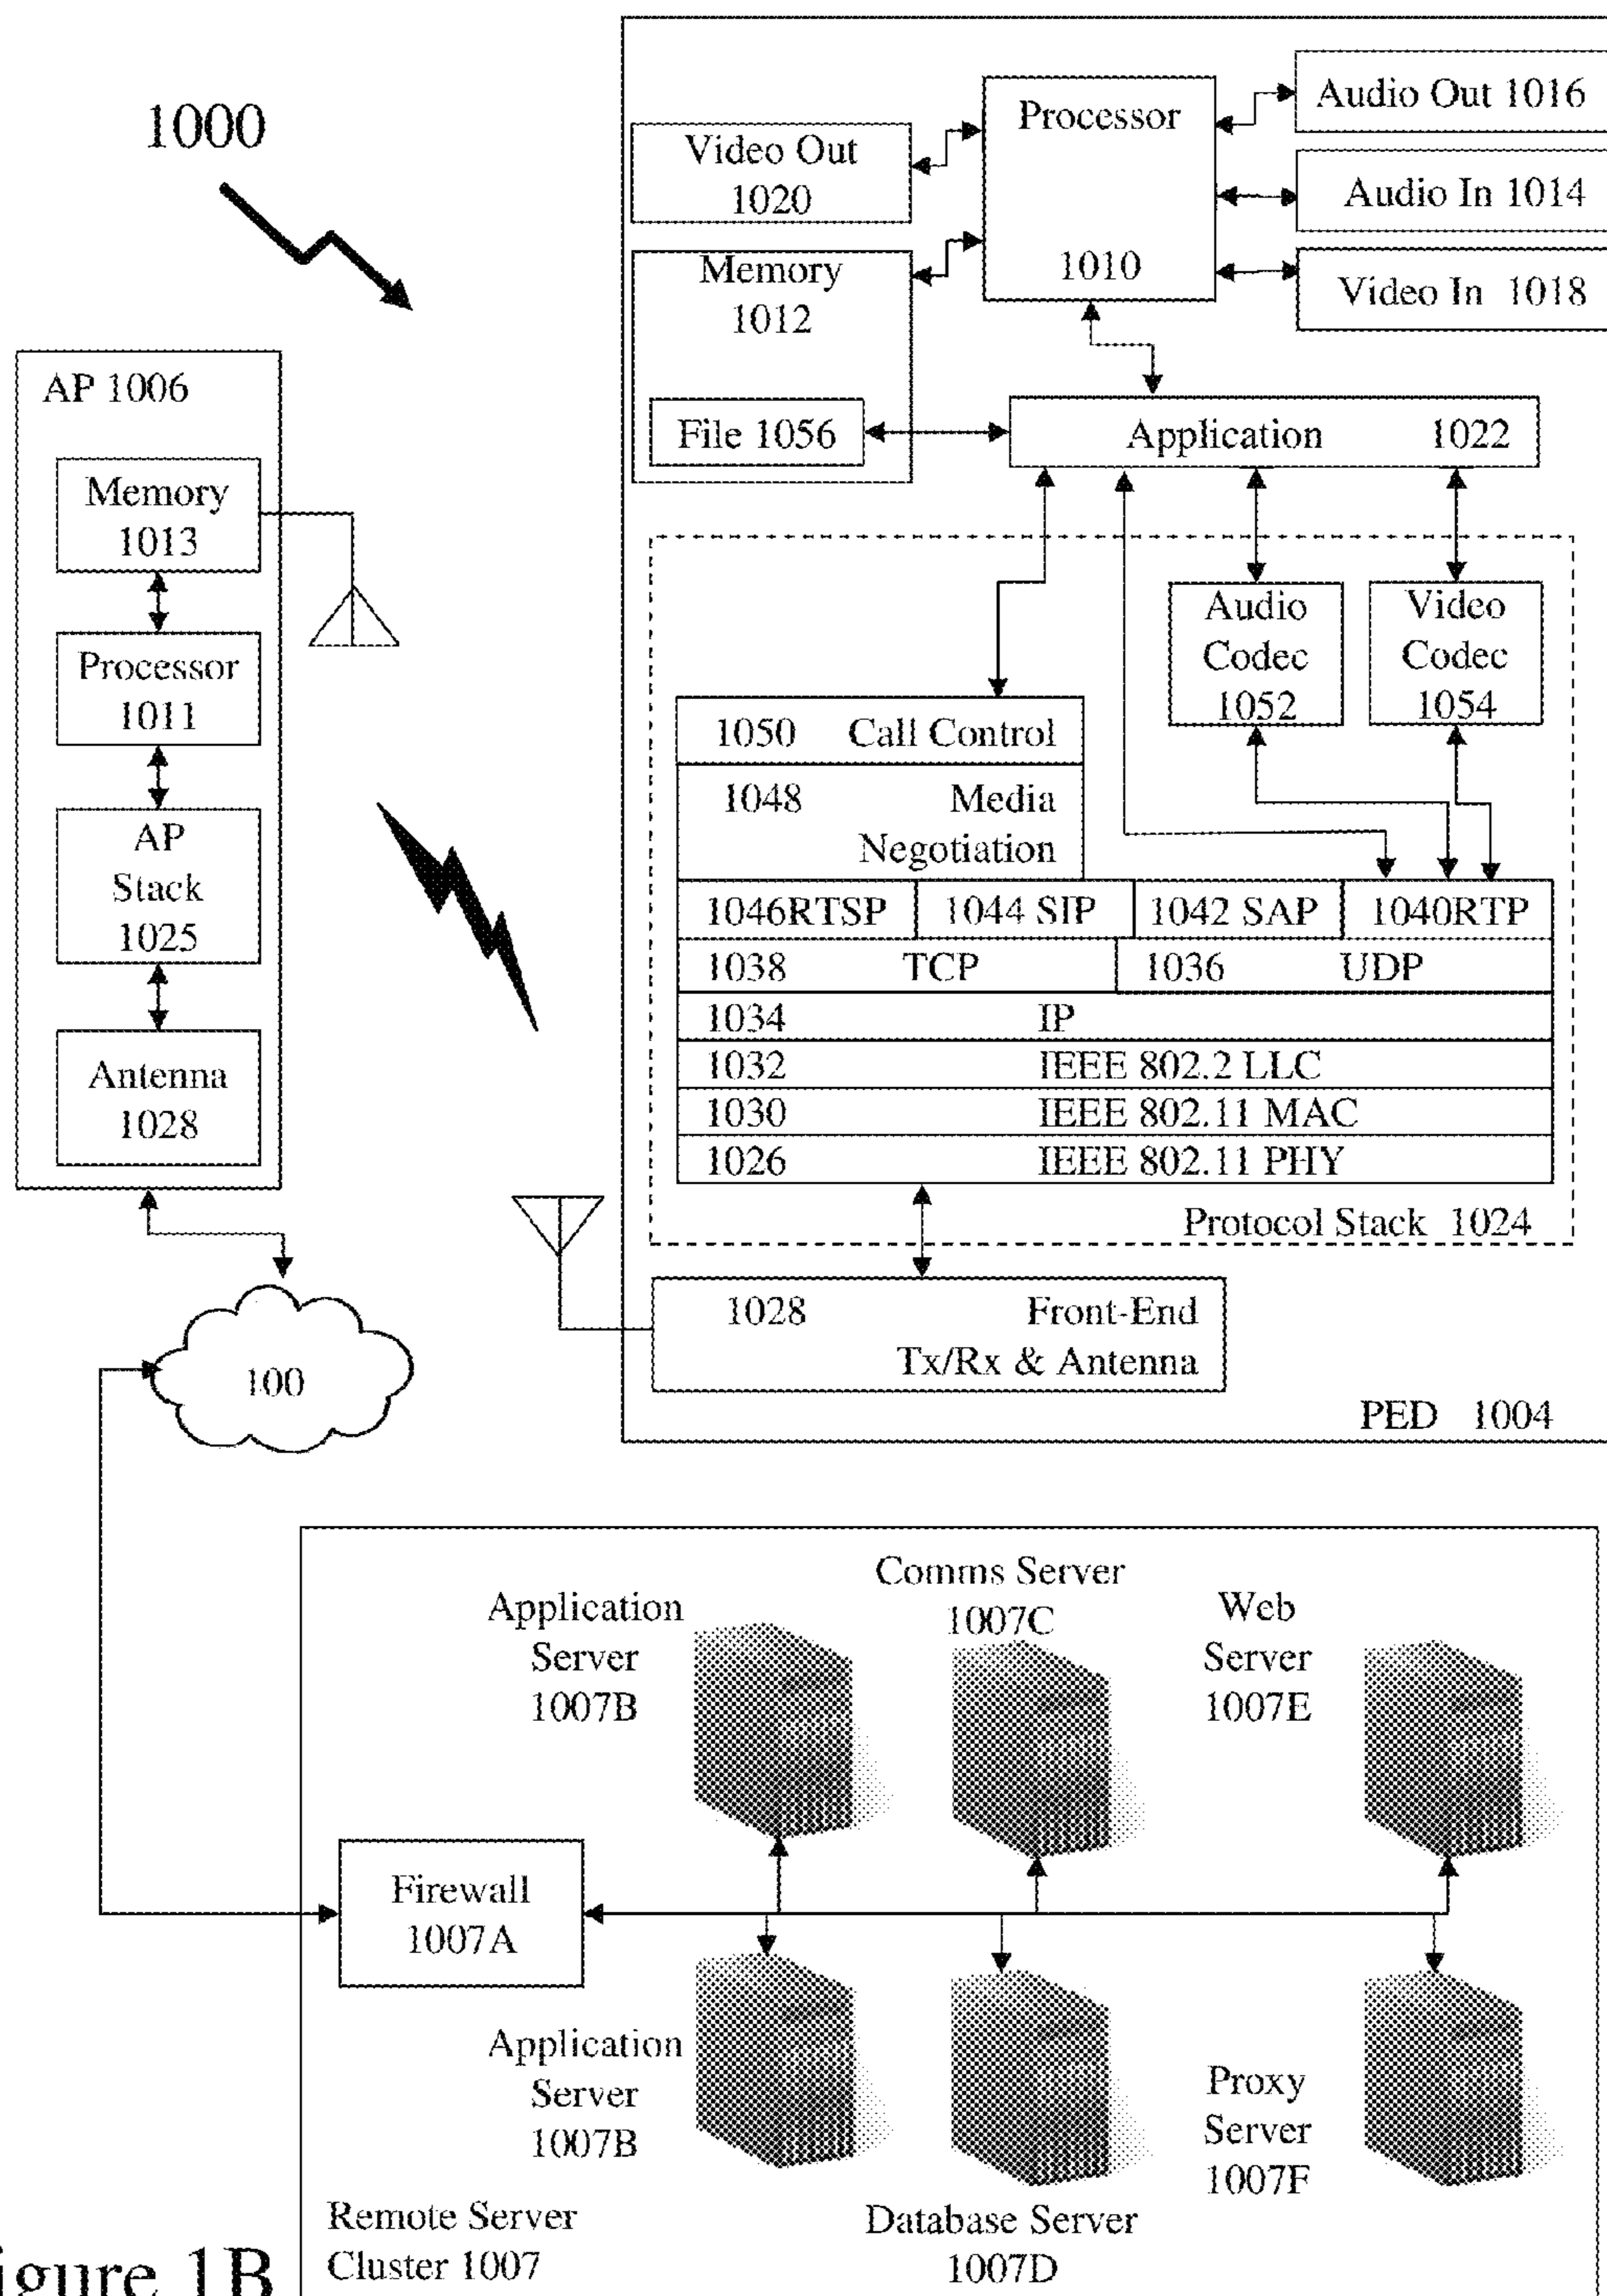 1000
Video Out
1020
Processor
1010
Audio Out 1016
Audio In 1014
Video In 1018
Memory
1012
File 1056
Application 1022
AP 1006
Memory
1013
Processor
1011
AP
Stack
1025
Antenna
1028
Audio
Codec
1052
Video
Codec
1054
1050 Call Control
1048 Media
Negotiation
1046RTSP 1044 SIP 1042 SAP 1040RTP
1038 TCP 1036 UDP
1034 IP
1032 IEEE 802.2 LLC
1030 IEEE 802.11 MAC
1026 IEEE 802.11 PHY
Protocol Stack 1024
1028 Front-End
Tx/Rx & Antenna
PED 1004
100
Application
Server
1007B
Comms Server
1007C
Web
Server
1007E
Firewall
1007A
Application
Server
1007B
Database Server
1007D
Proxy
Server
1007F
Remote Server
Cluster 1007
igure 1B